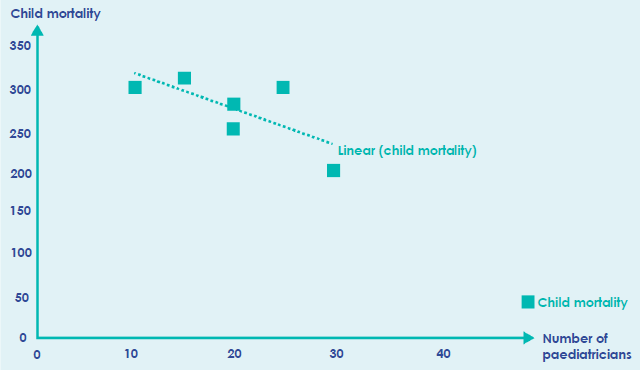 Child mortality
350
300
250
200
150
100
50
0
0
10
20
30
40
Linear (child mortality)
Child mortality
Number of
paediatricians